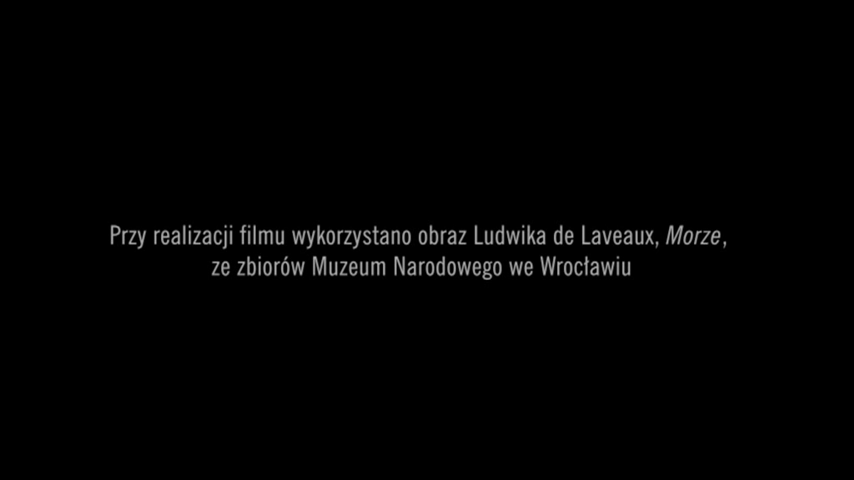 Przy realizacji filmu wykorzystano obraz Ludwika de Laveaux, Morze,
ze zbiorów Muzeum Narodowego we Wrocławiu